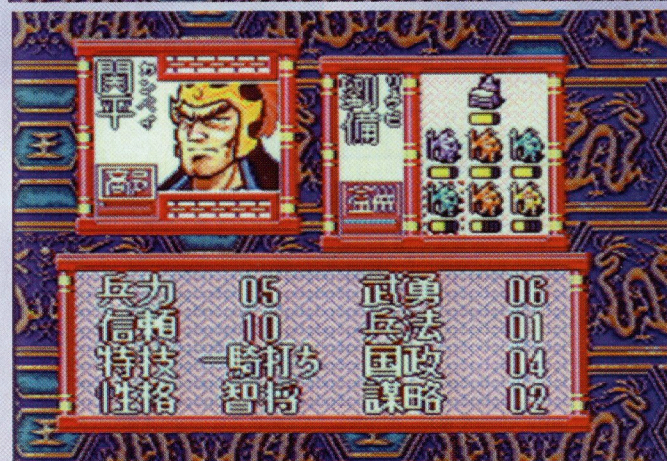 関平
劉備
兵力 05 武勇 06
信頼 10 兵法 01
特技 一騎打ち 国政 04
性格 智将 謀略 02